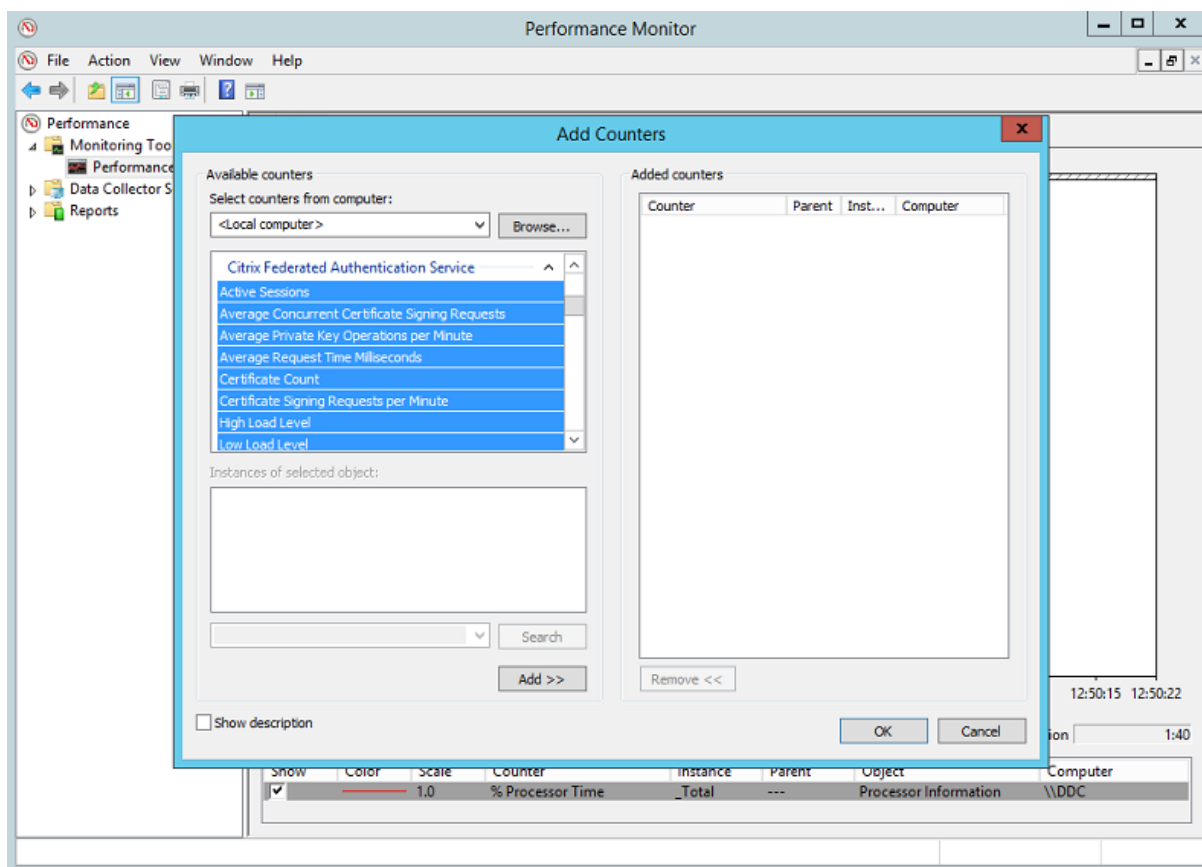 Performance Monitor
File Action View Window Help
Performance
Monitoring Too
Performance
Data Collector S
Reports
Add Counters
Available counters
Select counters from computer:
<Local computer>
Browse...
Citrix Federated Authentication Service
Active Sessions
Average Concurrent Certificate Signing Requests
Average Private Key Operations per Minute
Average Request Time Milliseconds
Certificate Count
Certificate Signing Requests per Minute
High Load Level
Low Load Level
Instances of selected object:
Search
Add >>
Show description
Added counters
Counter Parent Inst... Computer
Remove <<
OK Cancel
12:50:15 12:50:22
ion 1:40
Show Color Scale Counter Instance Parent Object Computer
1.0 % Processor Time _Total --- Processor Information \\DDC